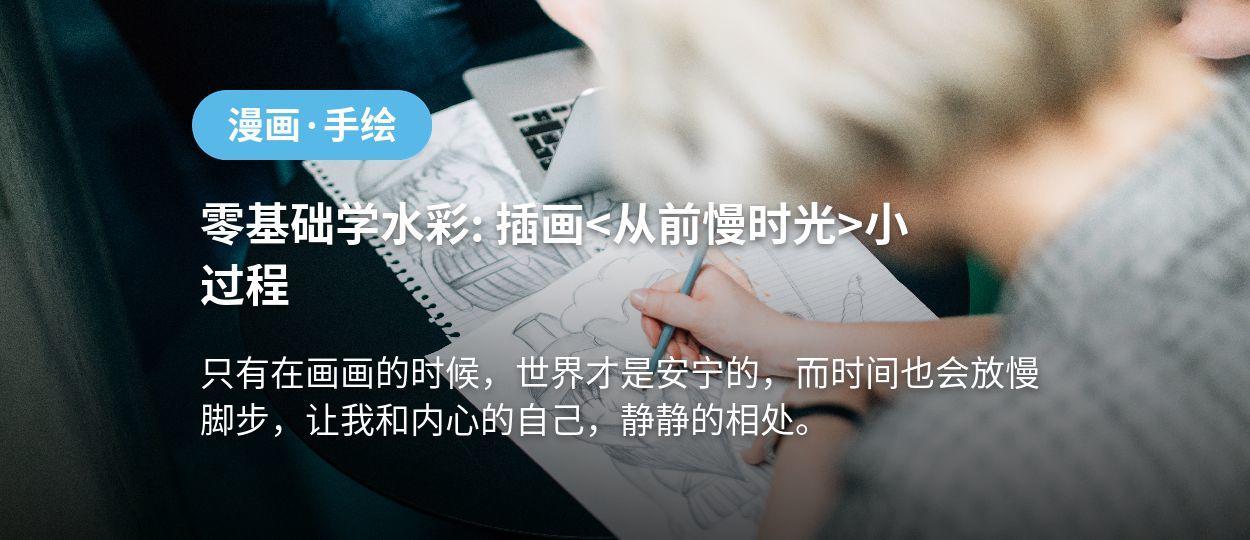 漫画·手绘
零基础学水彩: 插画<从前慢时光>小
过程
只有在画画的时候，世界才是安宁的，而时间也会放慢
脚步，让我和内心的自己，静静的相处。